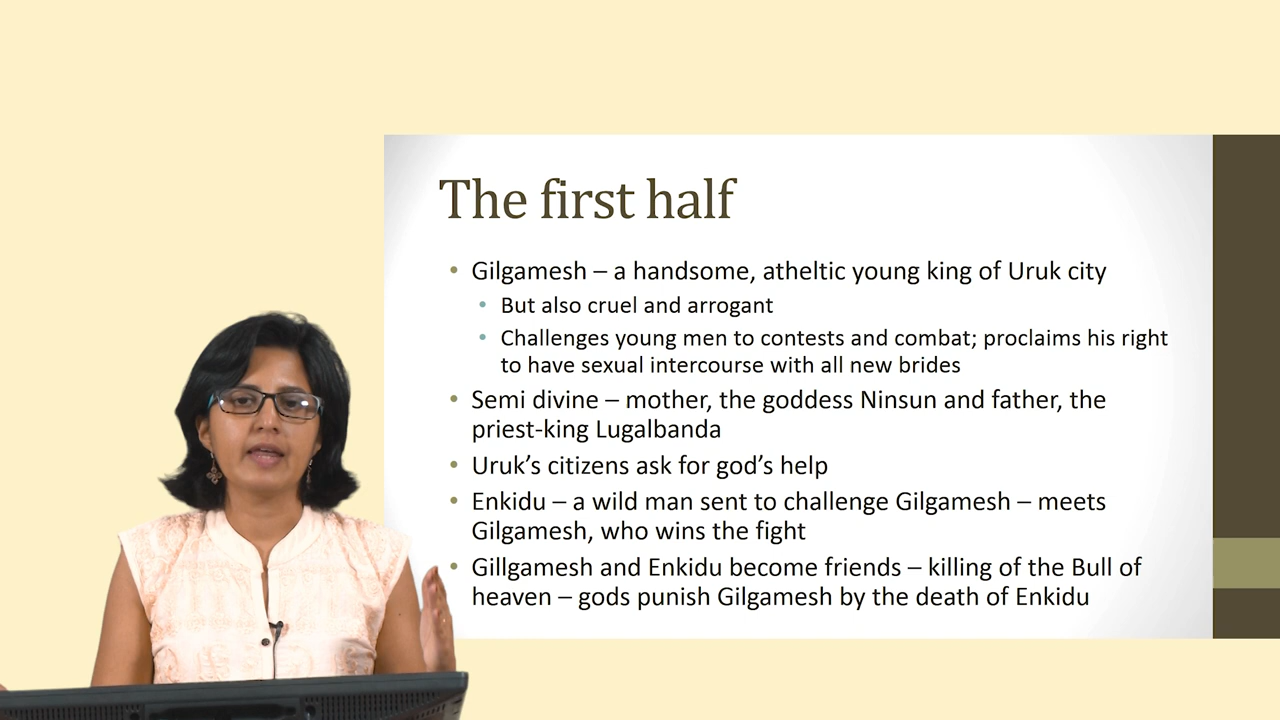 The first half
• Gilgamesh – a handsome, atheltic young king of Uruk city
• But also cruel and arrogant
• Challenges young men to contests and combat; proclaims his right
to have sexual intercourse with all new brides
• Semi divine – mother, the goddess Ninsun and father, the
priest-king Lugalbanda
• Uruk’s citizens ask for god’s help
• Enkidu – a wild man sent to challenge Gilgamesh – meets
Gilgamesh, who wins the fight
• Gillgamesh and Enkidu become friends – killing of the Bull of
heaven – gods punish Gilgamesh by the death of Enkidu